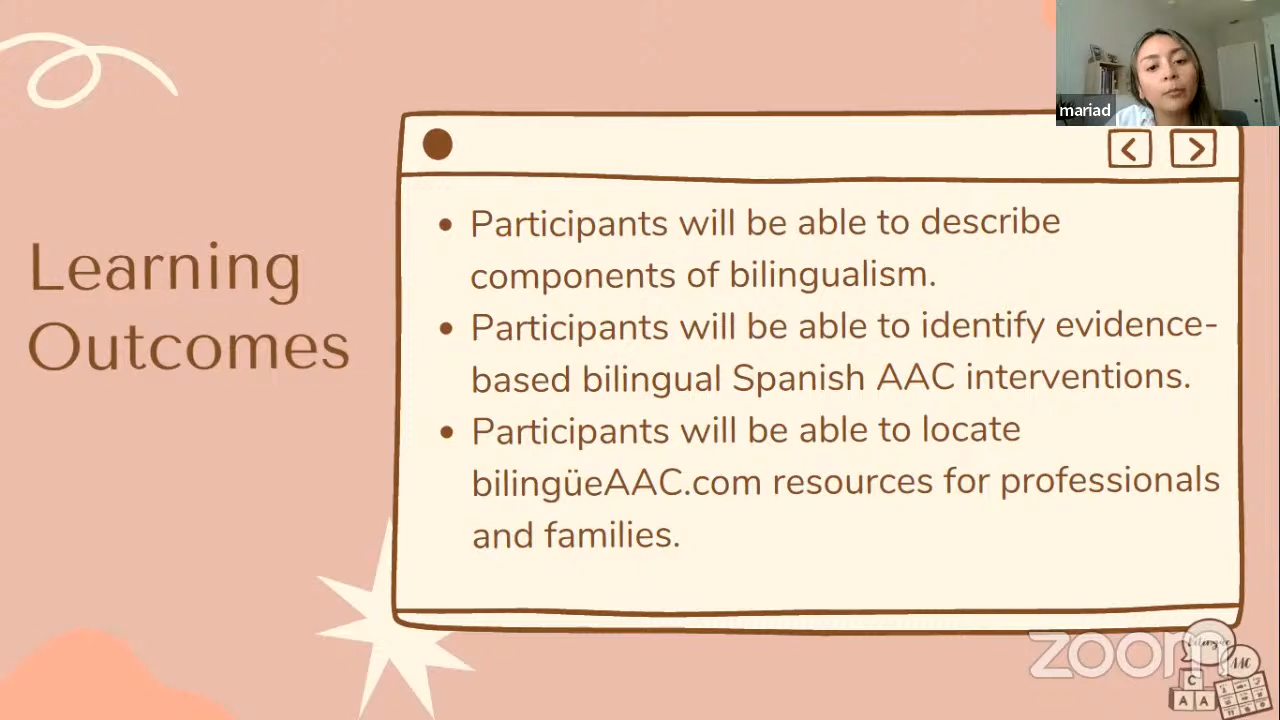 mariad
Learning
Outcomes
• Participants will be able to describe
components of bilingualism.
• Participants will be able to identify evidence-
based bilingual Spanish AAC interventions.
• Participants will be able to locate
bilingüeAAC.com resources for professionals
and families.
zoom
bilingüe
AAC
C
A A